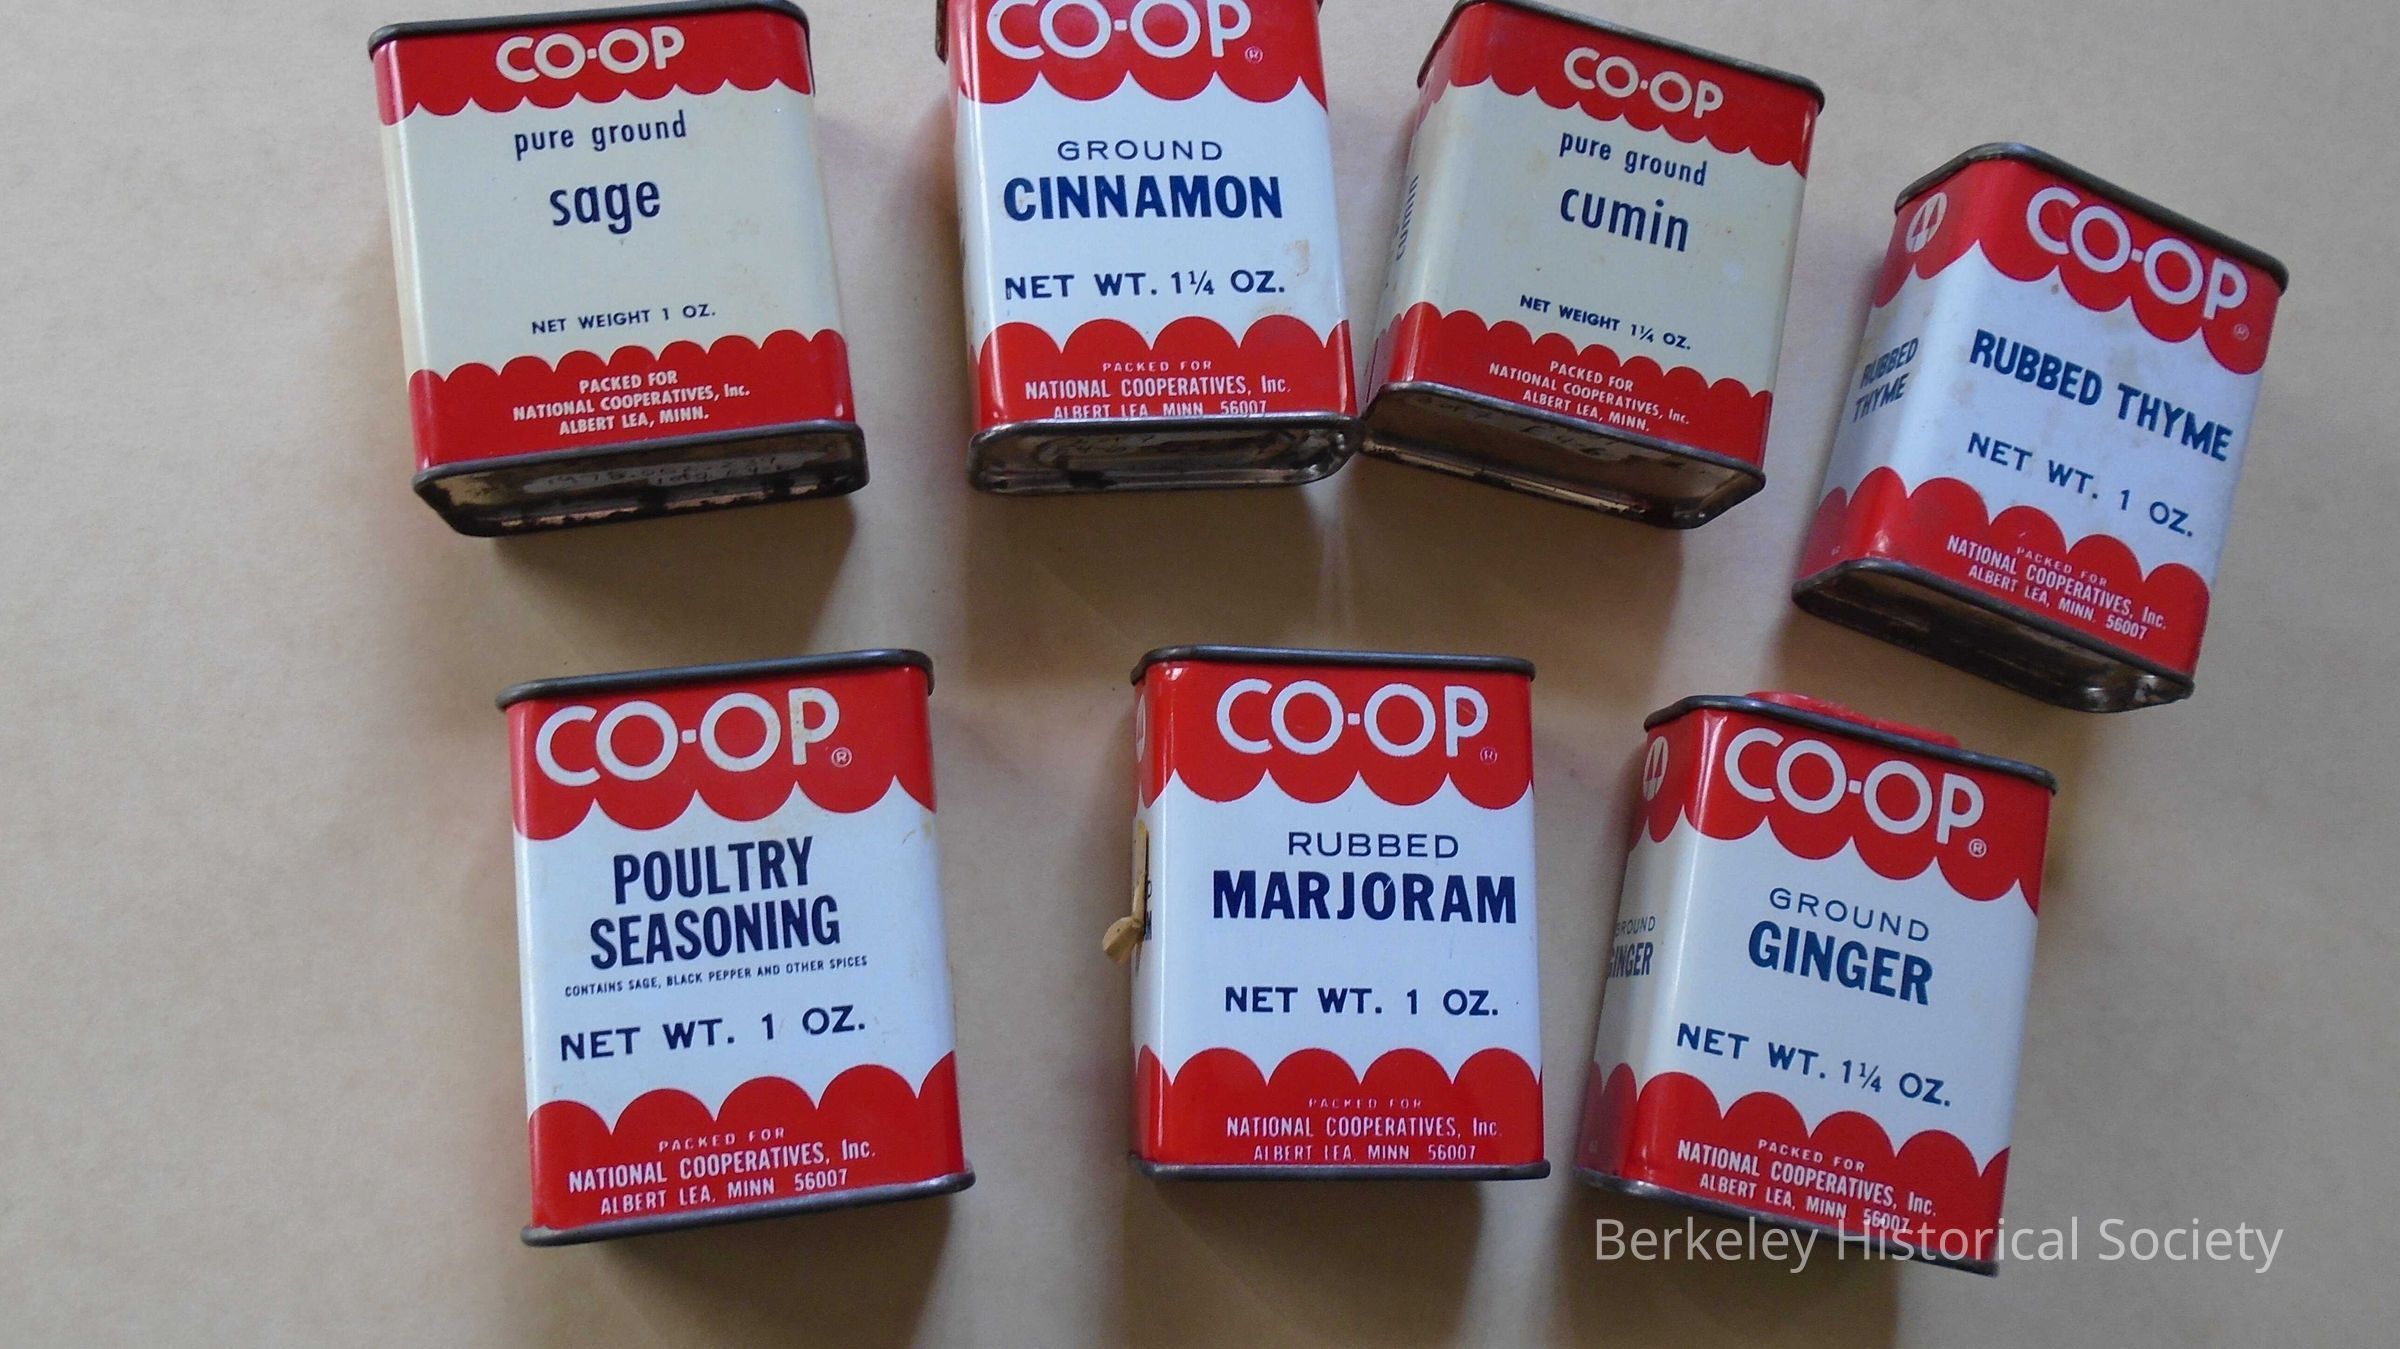 CO-OP
pure ground
sage
NET WEIGHT 1 OZ.
PACKED FOR
NATIONAL COOPERATIVES, Inc.
ALBERT LEA, MINN.
CO-OP®
GROUND
CINNAMON
NET WT. 1¼ OZ.
PACKED FOR
NATIONAL COOPERATIVES, Inc.
ALBERT LEA, MINN 56007
CO-OP
pure ground
cumin
NET WEIGHT 1¼ OZ.
PACKED FOR
NATIONAL COOPERATIVES, Inc.
ALBERT LEA, MINN.
CUMIN
CO-OP®
RUBBED THYME
NET WT. 1 OZ.
PACKED FOR
NATIONAL COOPERATIVES, Inc.
ALBERT LEA, MINN. 56007
RUBBED
THYME
CO-OP®
POULTRY
SEASONING
CONTAINS SAGE, BLACK PEPPER AND OTHER SPICES
NET WT. 1 OZ.
PACKED FOR
NATIONAL COOPERATIVES, Inc.
ALBERT LEA, MINN 56007
CO-OP®
RUBBED
MARJORAM
NET WT. 1 OZ.
PACKED FOR
NATIONAL COOPERATIVES, Inc.
ALBERT LEA, MINN 56007
CO-OP®
GROUND
GINGER
NET WT. 1¼ OZ.
PACKED FOR
NATIONAL COOPERATIVES, Inc.
ALBERT LEA, MINN 56007
GROUND
GINGER
Berkeley Historical Society